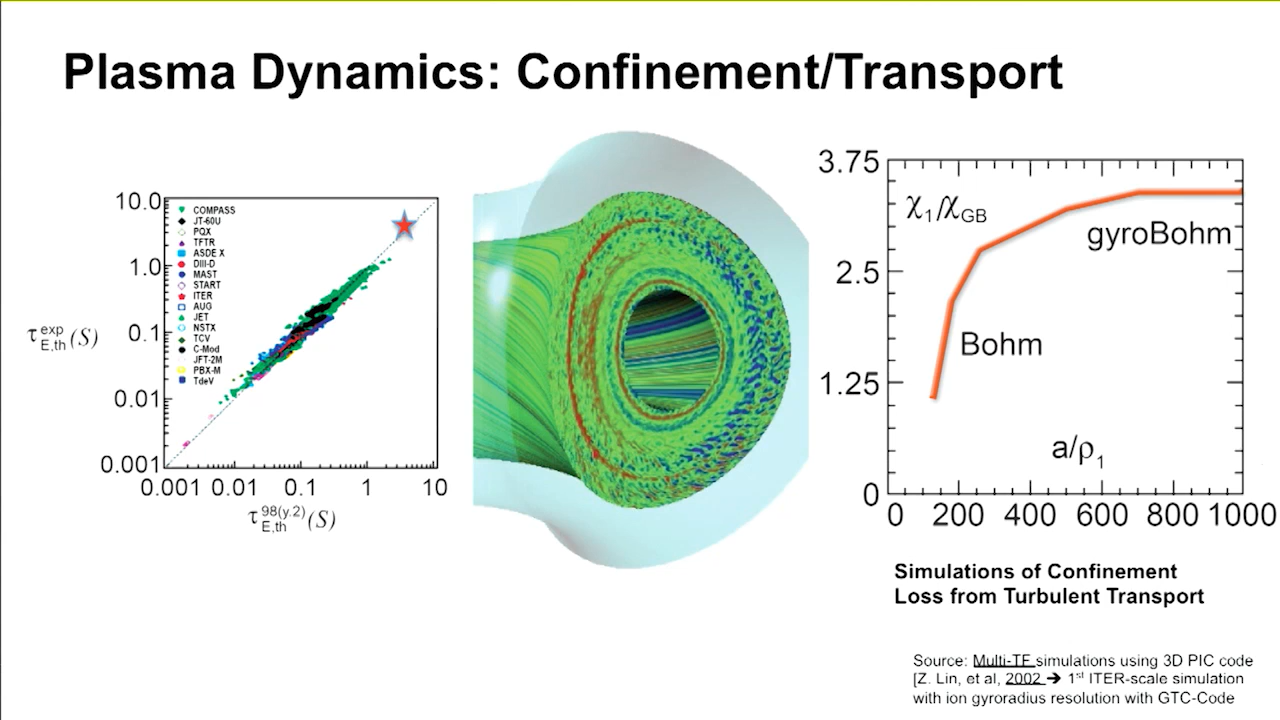 Plasma Dynamics: Confinement/Transport
10.0
1.0
0.1
0.01
0.001
0.001 0.01 0.1 1 10
τ E,th exp (S)
τ E,th 98(y.2) (S)
COMPASS
JT-60U
PQX
TFTR
ASDE X
DIII-D
MAST
START
ITER
AUG
JET
NSTX
TCV
C-Mod
JFT-2M
PBX-M
TdeV
3.75
2.5
1.25
0
χ1/χGB
gyroBohm
Bohm
a/ρ1
0 200 400 600 800 1000
Simulations of Confinement
Loss from Turbulent Transport
Source: Multi-TF simulations using 3D PIC code
[Z. Lin, et al, 2002 ➔ 1st ITER-scale simulation
with ion gyroradius resolution with GTC-Code